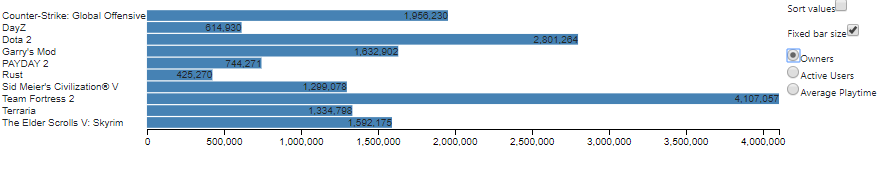 Counter-Strike: Global Offensive 1,956,230
DayZ 614,930
Dota 2 2,801,264
Garry's Mod 1,632,902
PAYDAY 2 744,271
Rust 425,270
Sid Meier's Civilization® V 1,299,078
Team Fortress 2 4,107,057
Terraria 1,334,798
The Elder Scrolls V: Skyrim 1,592,175
0 500,000 1,000,000 1,500,000 2,000,000 2,500,000 3,000,000 3,500,000 4,000,000
Sort values
Fixed bar size
Owners
Active Users
Average Playtime